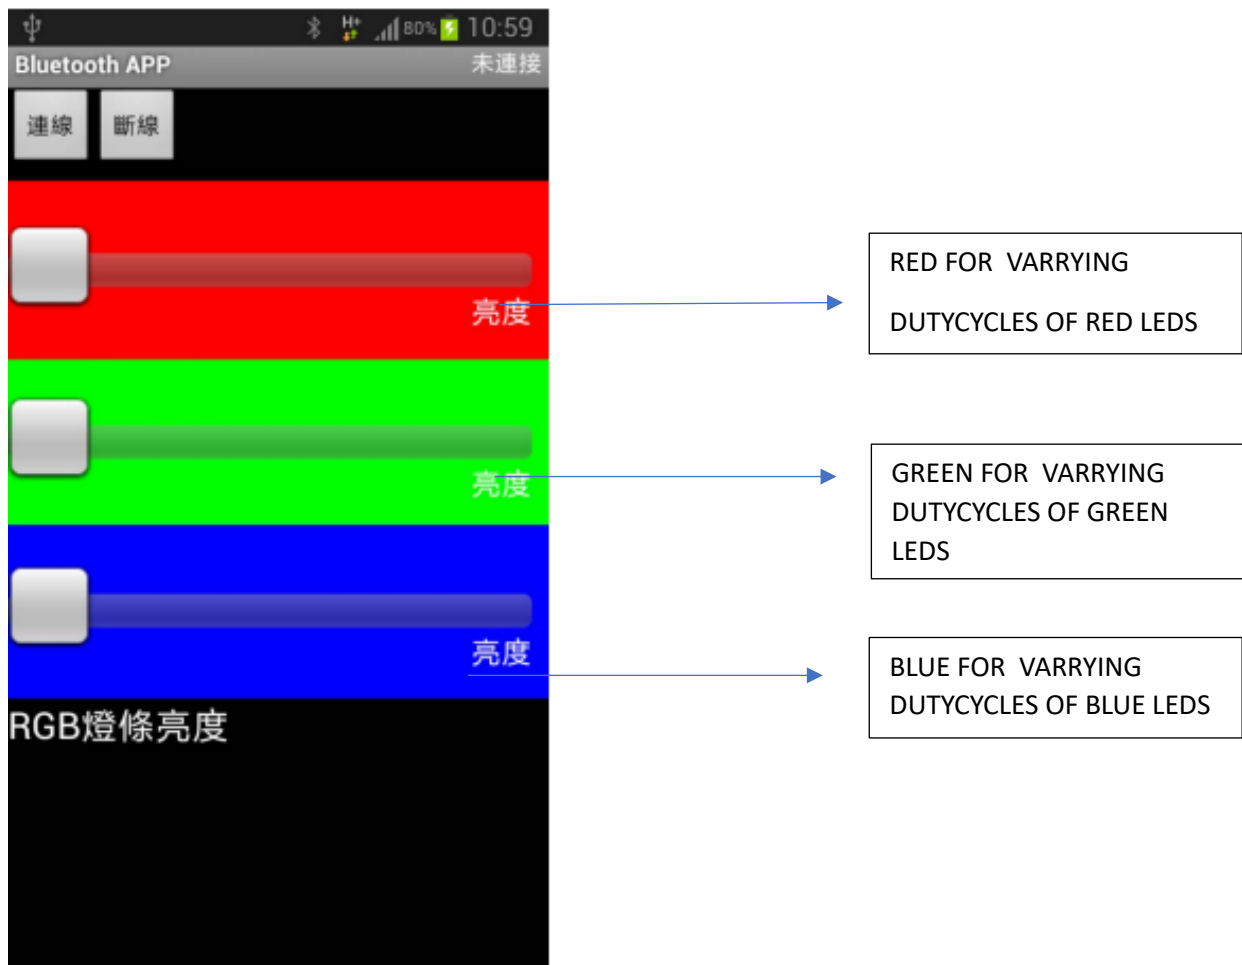 H+ 80% 10:59
Bluetooth APP 未連接
連線 斷線
亮度
RED FOR VARRYING
DUTYCYCLES OF RED LEDS
亮度
GREEN FOR VARRYING
DUTYCYCLES OF GREEN
LEDS
亮度
BLUE FOR VARRYING
DUTYCYCLES OF BLUE LEDS
RGB燈條亮度